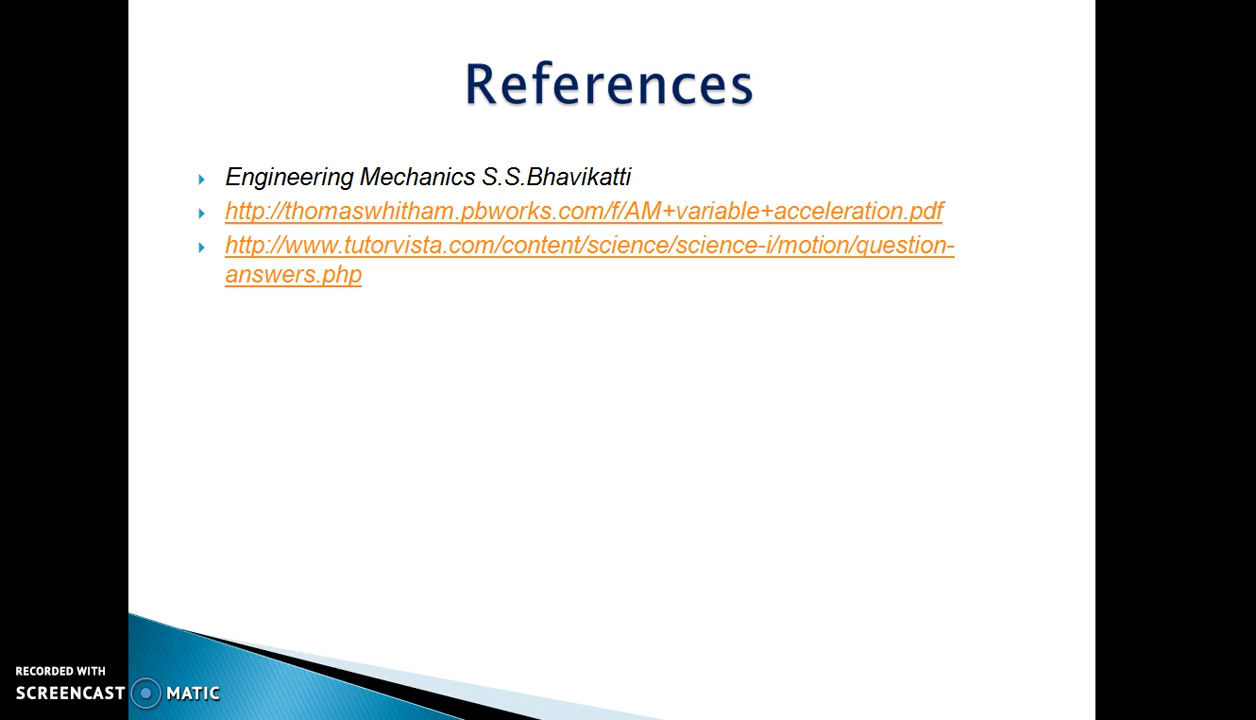 References
Engineering Mechanics S.S.Bhavikatti
http://thomaswhitham.pbworks.com/f/AM+variable+acceleration.pdf
http://www.tutorvista.com/content/science/science-i/motion/question-
answers.php
RECORDED WITH
SCREENCAST MATIC